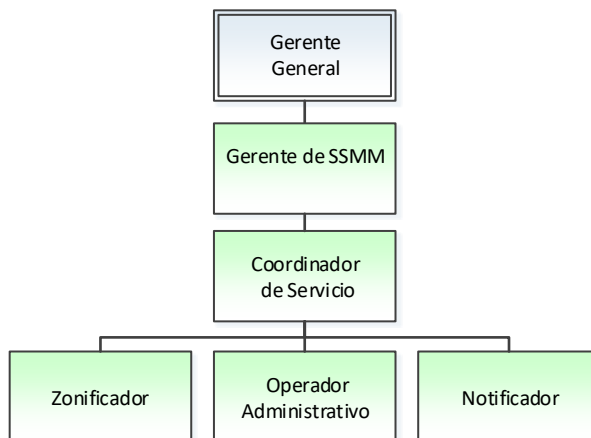 Gerente
General
Gerente de SSMM
Coordinador
de Servicio
Zonificador
Operador
Administrativo
Notificador